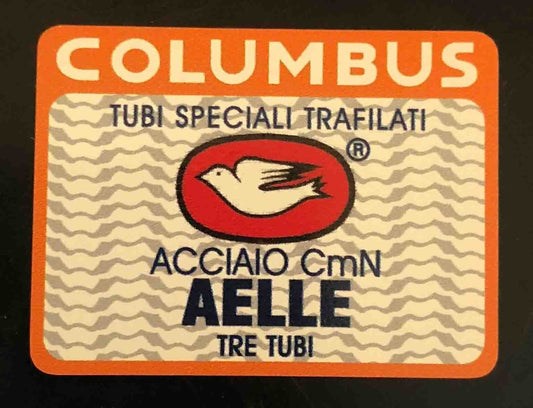 COLUMBUS
TUBI SPECIALI TRAFILATI
®
ACCIAIO CmN
AELLE
TRE TUBI